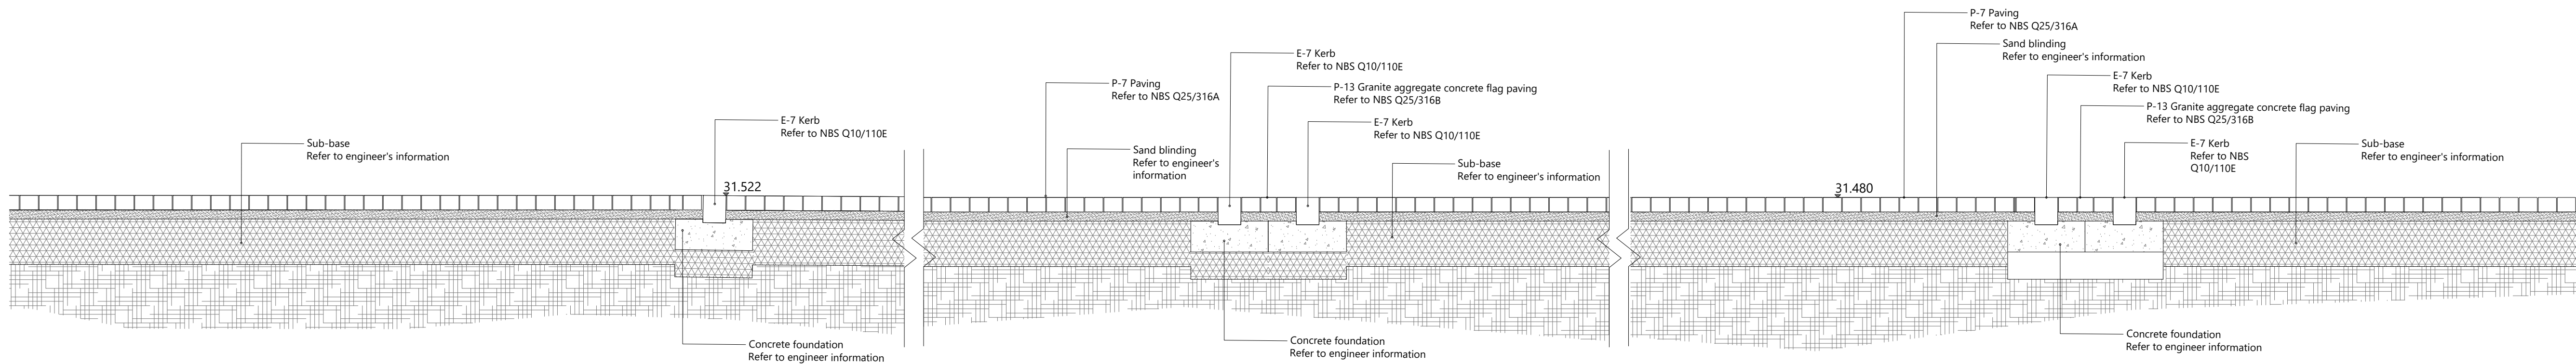 Sub-base
Refer to engineer's information
E-7 Kerb
Refer to NBS Q10/110E
31.522
Concrete foundation
Refer to engineer information
P-7 Paving
Refer to NBS Q25/316A
Sand blinding
Refer to engineer's
information
E-7 Kerb
Refer to NBS Q10/110E
P-13 Granite aggregate concrete flag paving
Refer to NBS Q25/316B
E-7 Kerb
Refer to NBS Q10/110E
Sub-base
Refer to engineer's information
Concrete foundation
Refer to engineer information
P-7 Paving
Refer to NBS Q25/316A
Sand blinding
Refer to engineer's information
E-7 Kerb
Refer to NBS Q10/110E
P-13 Granite aggregate concrete flag paving
Refer to NBS Q25/316B
E-7 Kerb
Refer to NBS
Q10/110E
Sub-base
Refer to engineer's information
31.480
Concrete foundation
Refer to engineer information